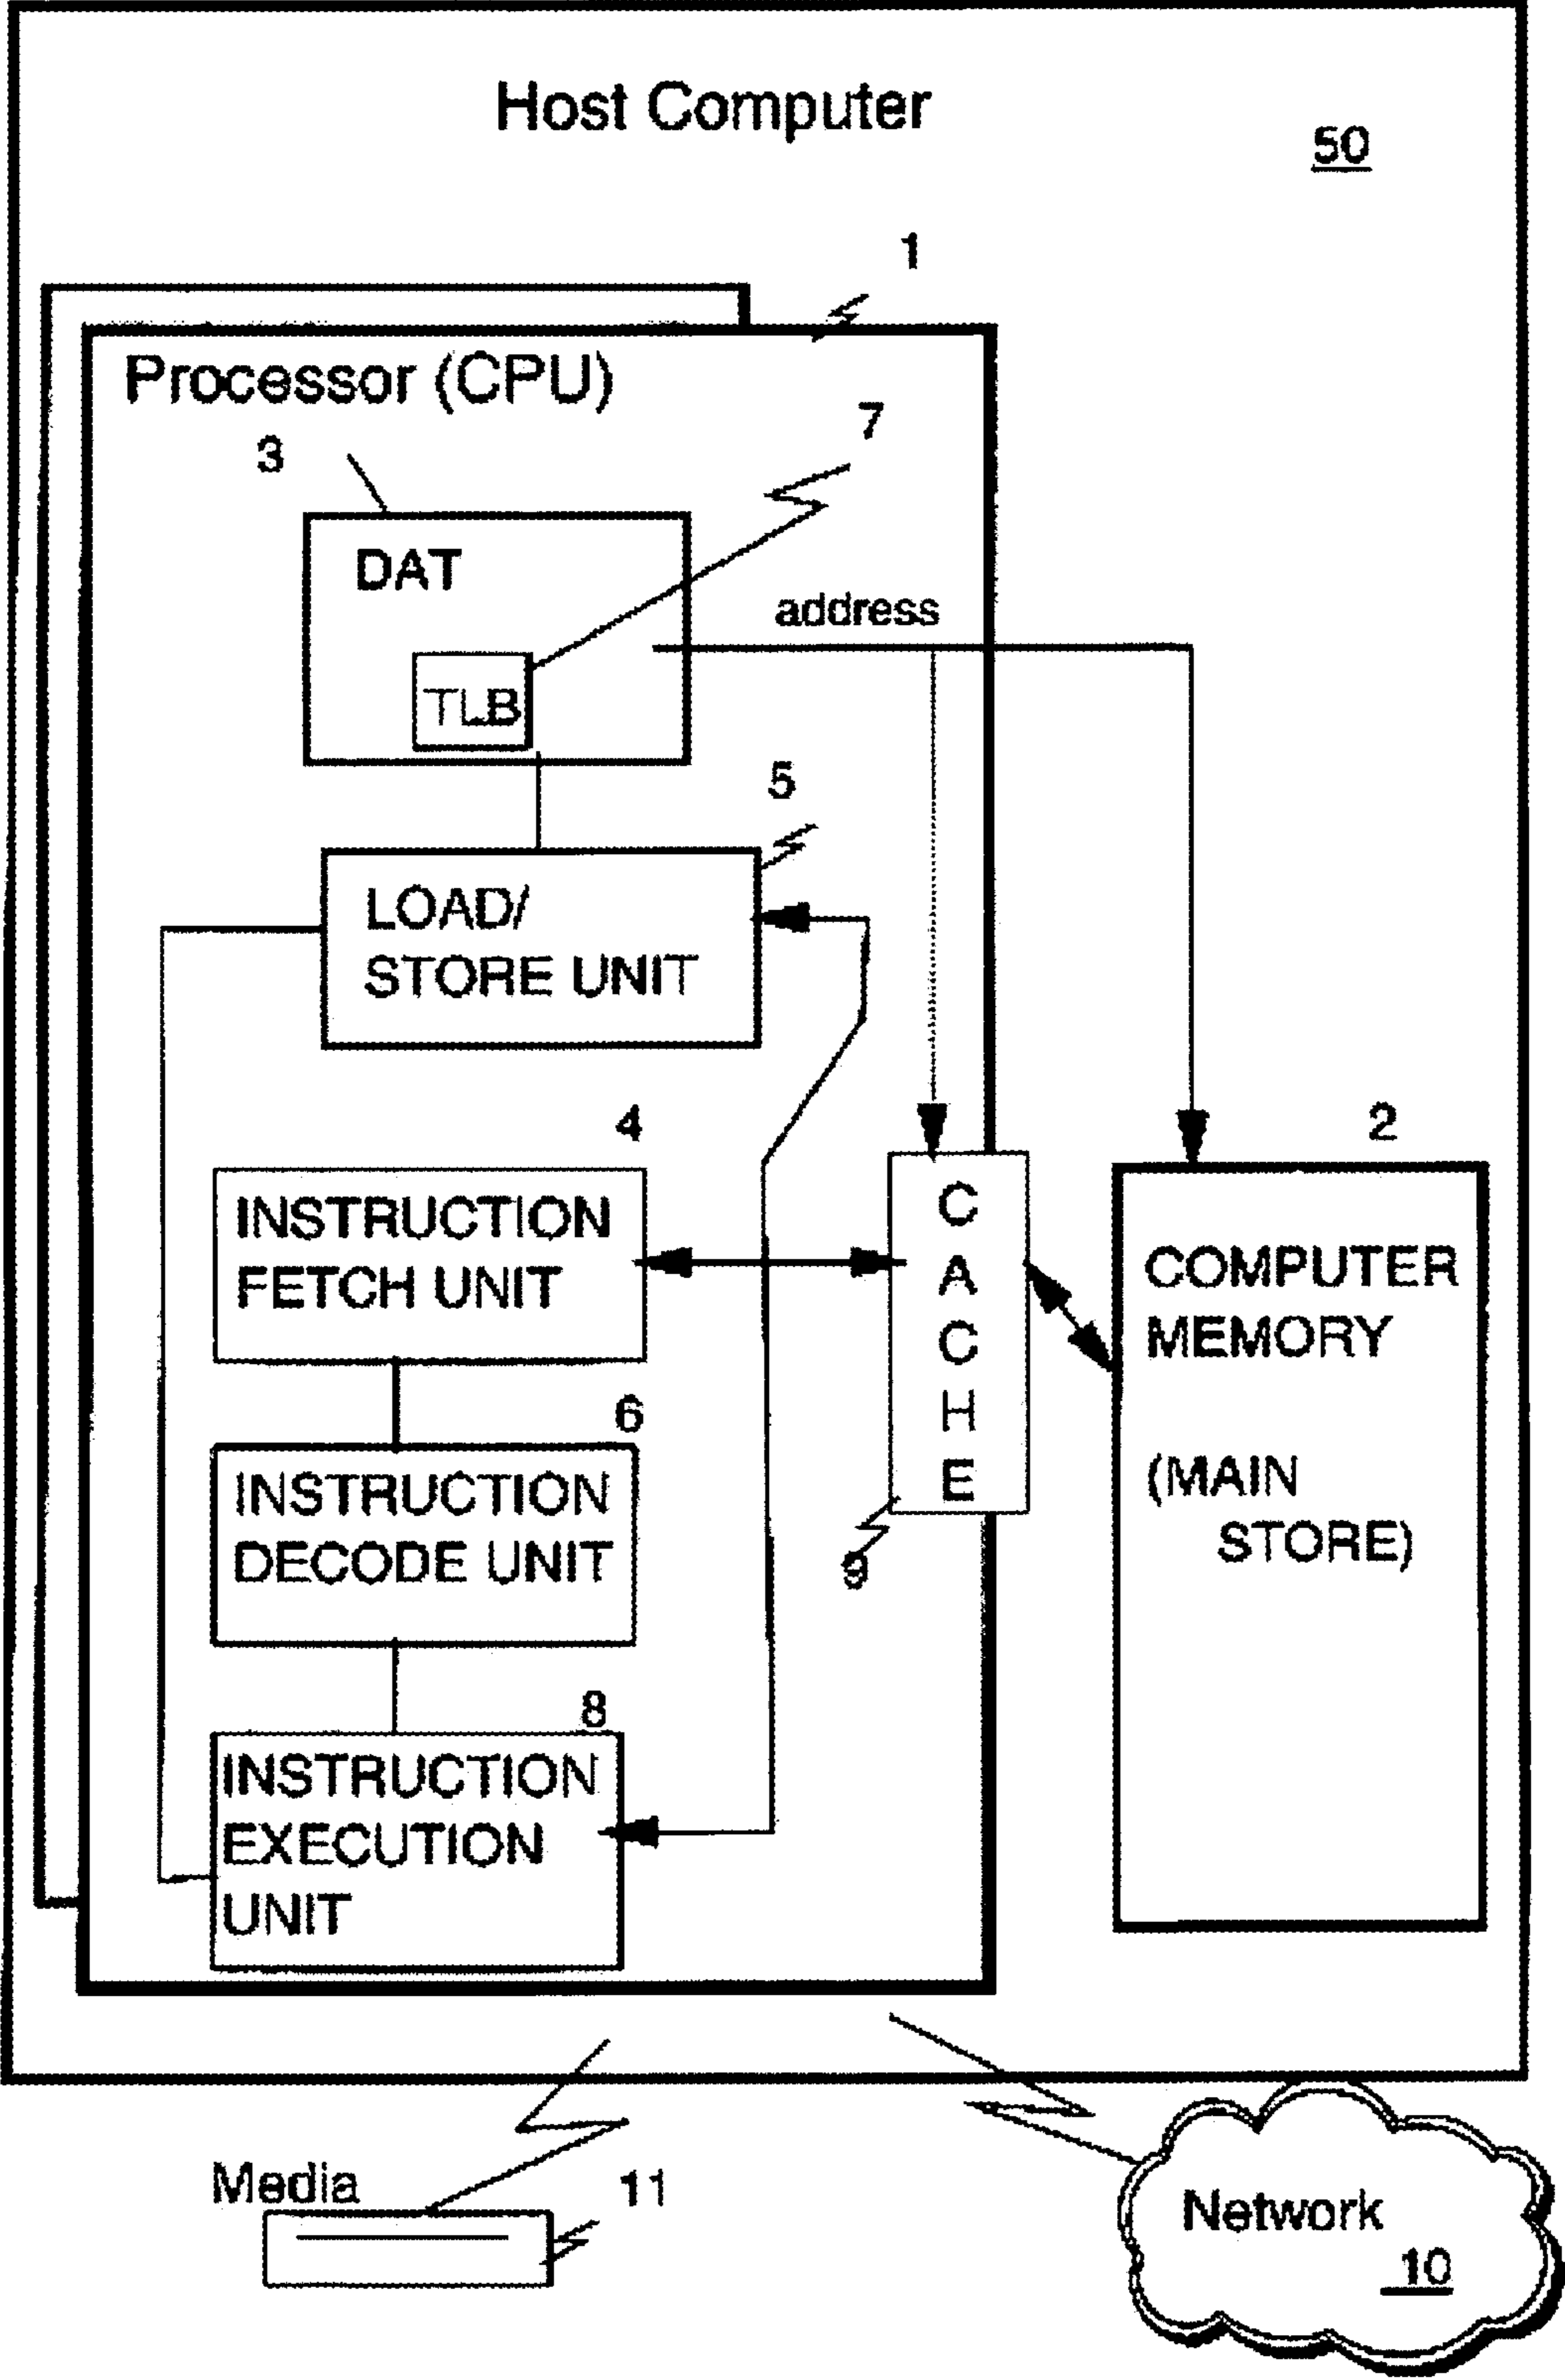 Host Computer
50
1
Processor (CPU)
7
3
DAT
address
TLB
5
LOAD/
STORE UNIT
4
2
INSTRUCTION
FETCH UNIT
CACHE
COMPUTER
MEMORY
(MAIN
STORE)
6
INSTRUCTION
DECODE UNIT
9
8
INSTRUCTION
EXECUTION
UNIT
Media
11
Network
10